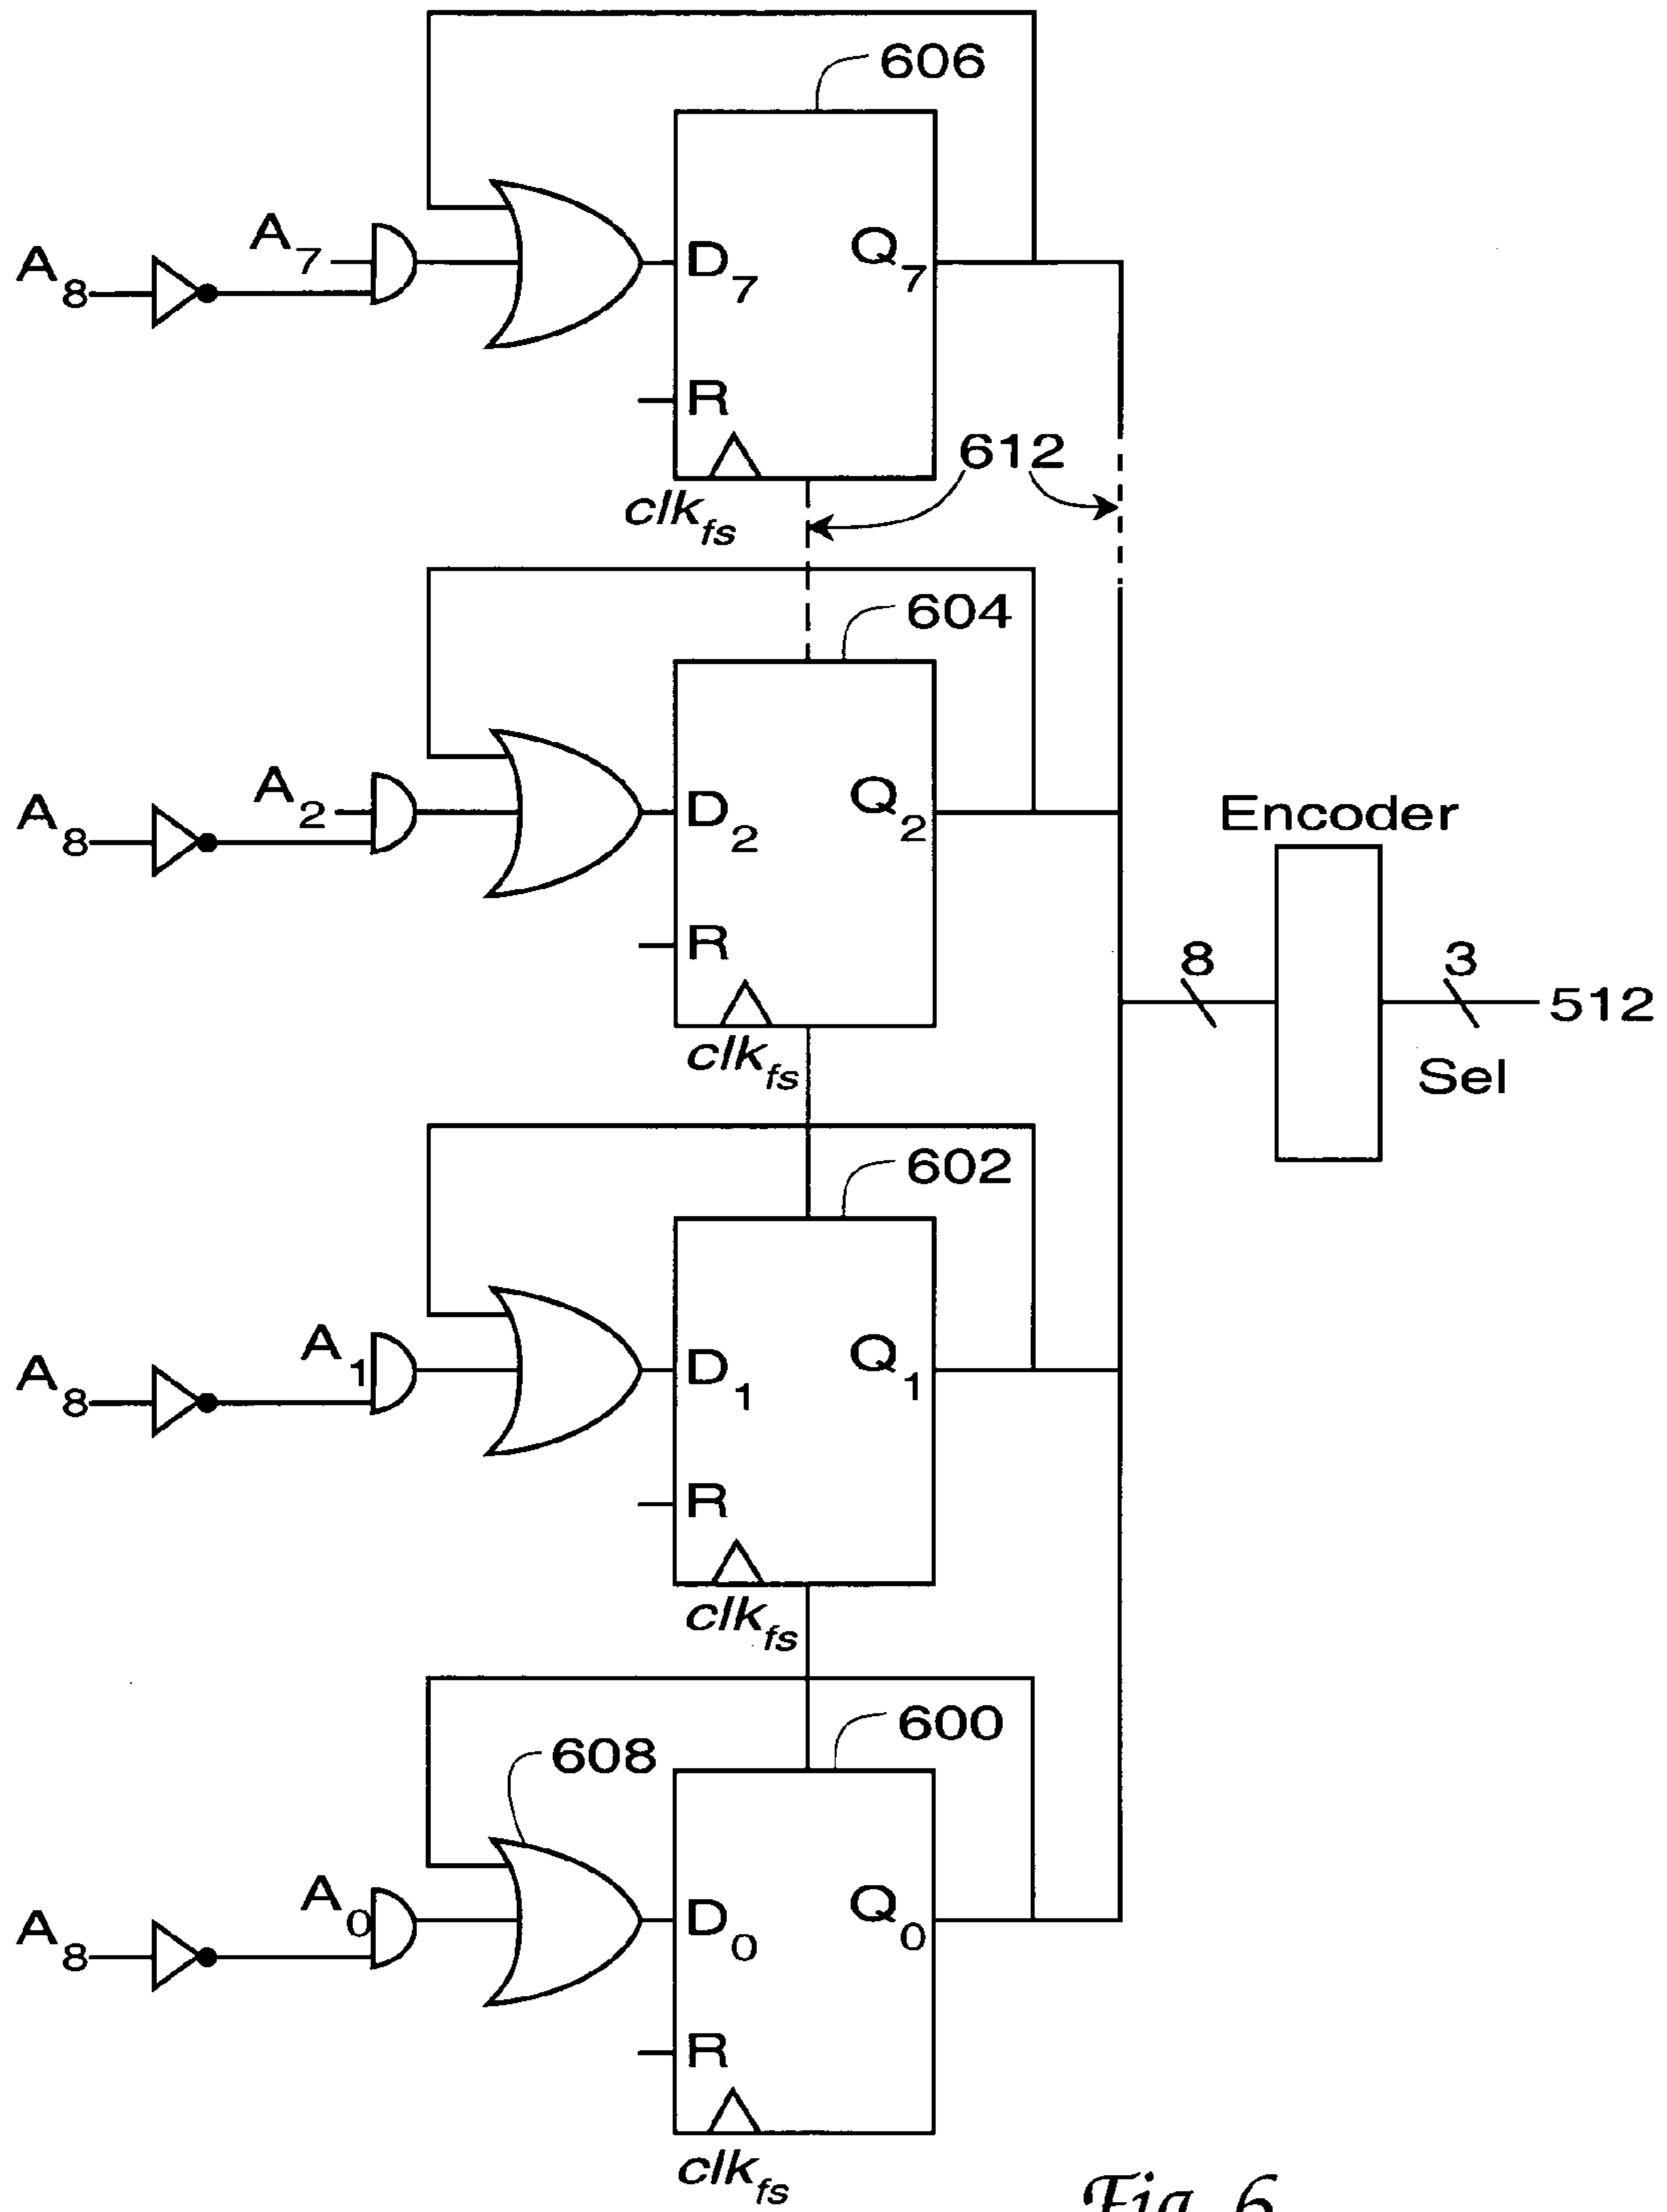 606
A7
A8
D7
Q7
R
612
clkfs
604
A2
A8
D2
Q2
Encoder
R
8
3
512
clkfs
Sel
602
A1
A8
D1
Q1
R
clkfs
600
608
A0
A8
D0
Q0
R
clkfs
Fig. 6